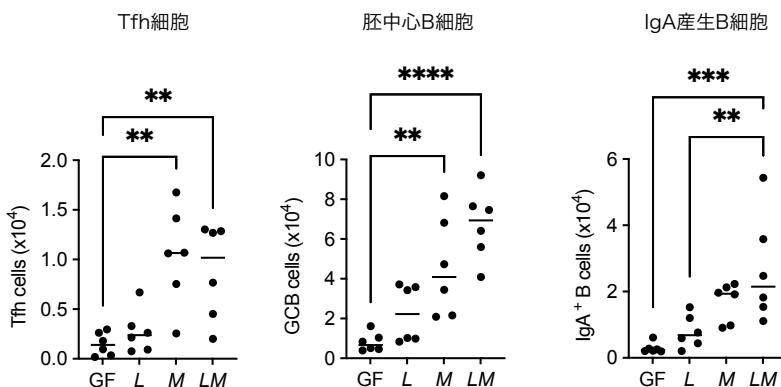 Tfh細胞
胚中心B細胞
IgA産生B細胞
**
**
Tfh cells (x10⁴)
2.0
1.5
1.0
0.5
0.0
GF L M LM
****
**
GCB cells (x10⁴)
10
8
6
4
2
0
GF L M LM
***
**
IgA⁺ B cells (x10⁴)
6
4
2
0
GF L M LM